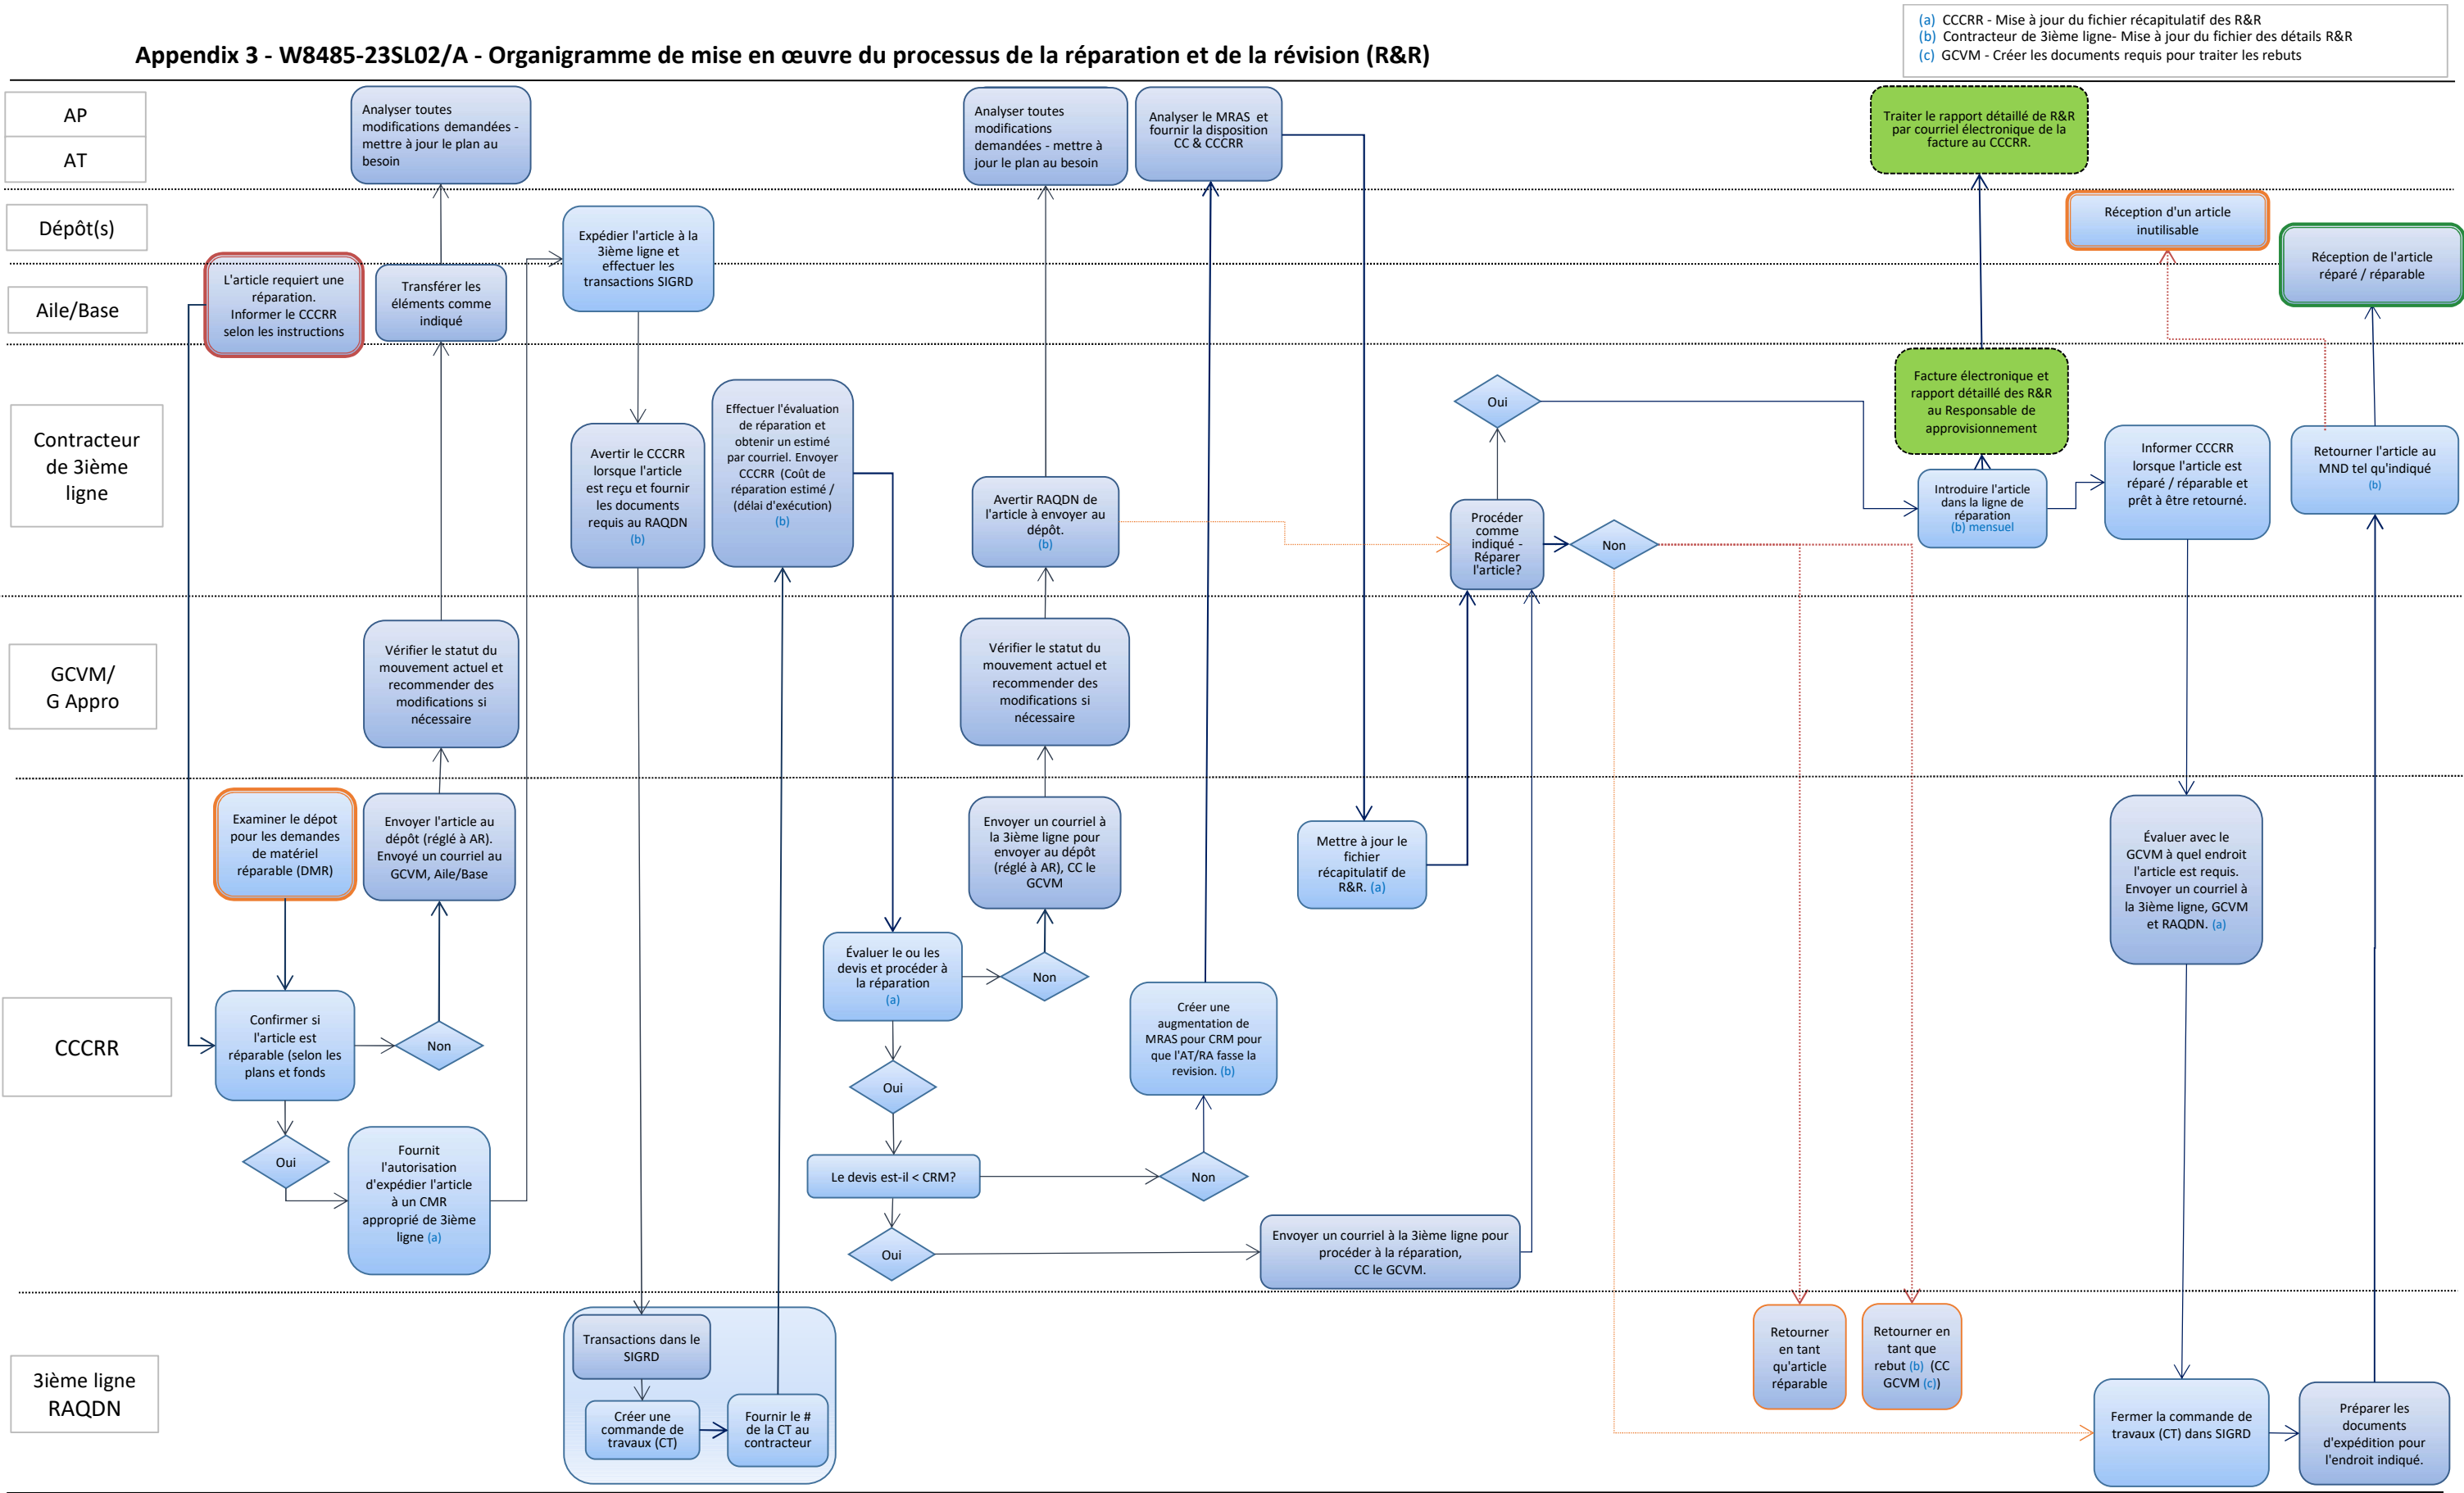 (a) CCCRR - Mise à jour du fichier récapitulatif des R&R
(b) Contracteur de 3ième ligne- Mise à jour du fichier des détails R&R
(c) GCVM - Créer les documents requis pour traiter les rebuts
Appendix 3 - W8485-23SL02/A - Organigramme de mise en œuvre du processus de la réparation et de la révision (R&R)
AP
AT
Analyser toutes
modifications demandées -
mettre à jour le plan au
besoin
Analyser toutes
modifications
demandées - mettre à
jour le plan au besoin
Analyser le MRAS et
fournir la disposition
CC & CCCRR
Traiter le rapport détaillé de R&R
par courriel électronique de la
facture au CCCRR.
Dépôt(s)
Aile/Base
L'article requiert une
réparation.
Informer le CCCRR
selon les instructions
Transférer les
éléments comme
indiqué
Expédier l'article à la
3ième ligne et
effectuer les
transactions SIGRD
Réception d'un article
inutilisable
Réception de l'article
réparé / réparable
Contracteur
de 3ième
ligne
Avertir le CCCRR
lorsque l'article
est reçu et fournir
les documents
requis au RAQDN
(b)
Effectuer l'évaluation
de réparation et
obtenir un estimé
par courriel. Envoyer
CCCRR (Coût de
réparation estimé /
(délai d'exécution)
(b)
Avertir RAQDN de
l'article à envoyer au
dépôt.
(b)
Oui
Procéder
comme
indiqué -
Réparer
l'article?
Non
Facture électronique et
rapport détaillé des R&R
au Responsable de
approvisionnement
Introduire l'article
dans la ligne de
réparation
(b) mensuel
Informer CCCRR
lorsque l'article est
réparé / réparable et
prêt à être retourné.
Retourner l'article au
MND tel qu'indiqué
(b)
GCVM/
G Appro
Vérifier le statut du
mouvement actuel et
recommender des
modifications si
nécessaire
Vérifier le statut du
mouvement actuel et
recommender des
modifications si
nécessaire
CCCRR
Examiner le dépot
pour les demandes
de matériel
réparable (DMR)
Envoyer l'article au
dépôt (réglé à AR).
Envoyé un courriel au
GCVM, Aile/Base
Confirmer si
l'article est
réparable (selon les
plans et fonds
Non
Oui
Fournit
l'autorisation
d'expédier l'article
à un CMR
approprié de 3ième
ligne (a)
Évaluer le ou les
devis et procéder à
la réparation
(a)
Non
Envoyer un courriel à
la 3ième ligne pour
envoyer au dépôt
(réglé à AR), CC le
GCVM
Oui
Le devis est-il < CRM?
Non
Créer une
augmentation de
MRAS pour CRM pour
que l'AT/RA fasse la
revision. (b)
Oui
Envoyer un courriel à la 3ième ligne pour
procéder à la réparation,
CC le GCVM.
Mettre à jour le
fichier
récapitulatif de
R&R. (a)
Évaluer avec le
GCVM à quel endroit
l'article est requis.
Envoyer un courriel à
la 3ième ligne, GCVM
et RAQDN. (a)
3ième ligne
RAQDN
Transactions dans le
SIGRD
Créer une
commande de
travaux (CT)
Fournir le #
de la CT au
contracteur
Retourner
en tant
qu'article
réparable
Retourner en
tant que
rebut (b) (CC
GCVM (c))
Fermer la commande de
travaux (CT) dans SIGRD
Préparer les
documents
d'expédition pour
l'endroit indiqué.